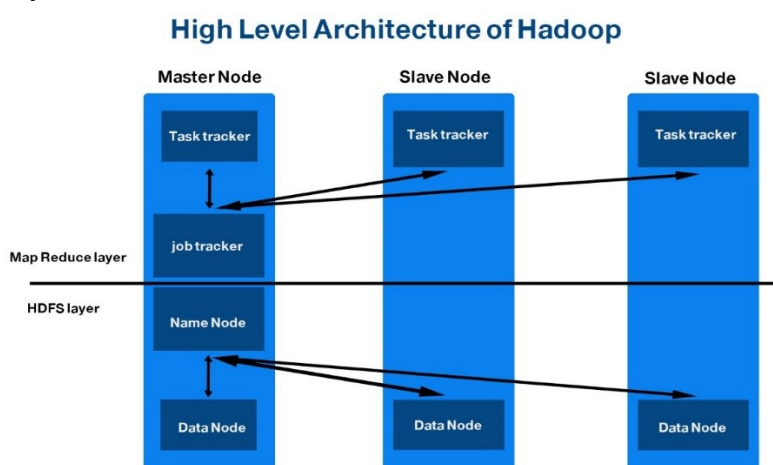 High Level Architecture of Hadoop
Master Node
Slave Node
Slave Node
Task tracker
Task tracker
Task tracker
job tracker
Map Reduce layer
HDFS layer
Name Node
Data Node
Data Node
Data Node